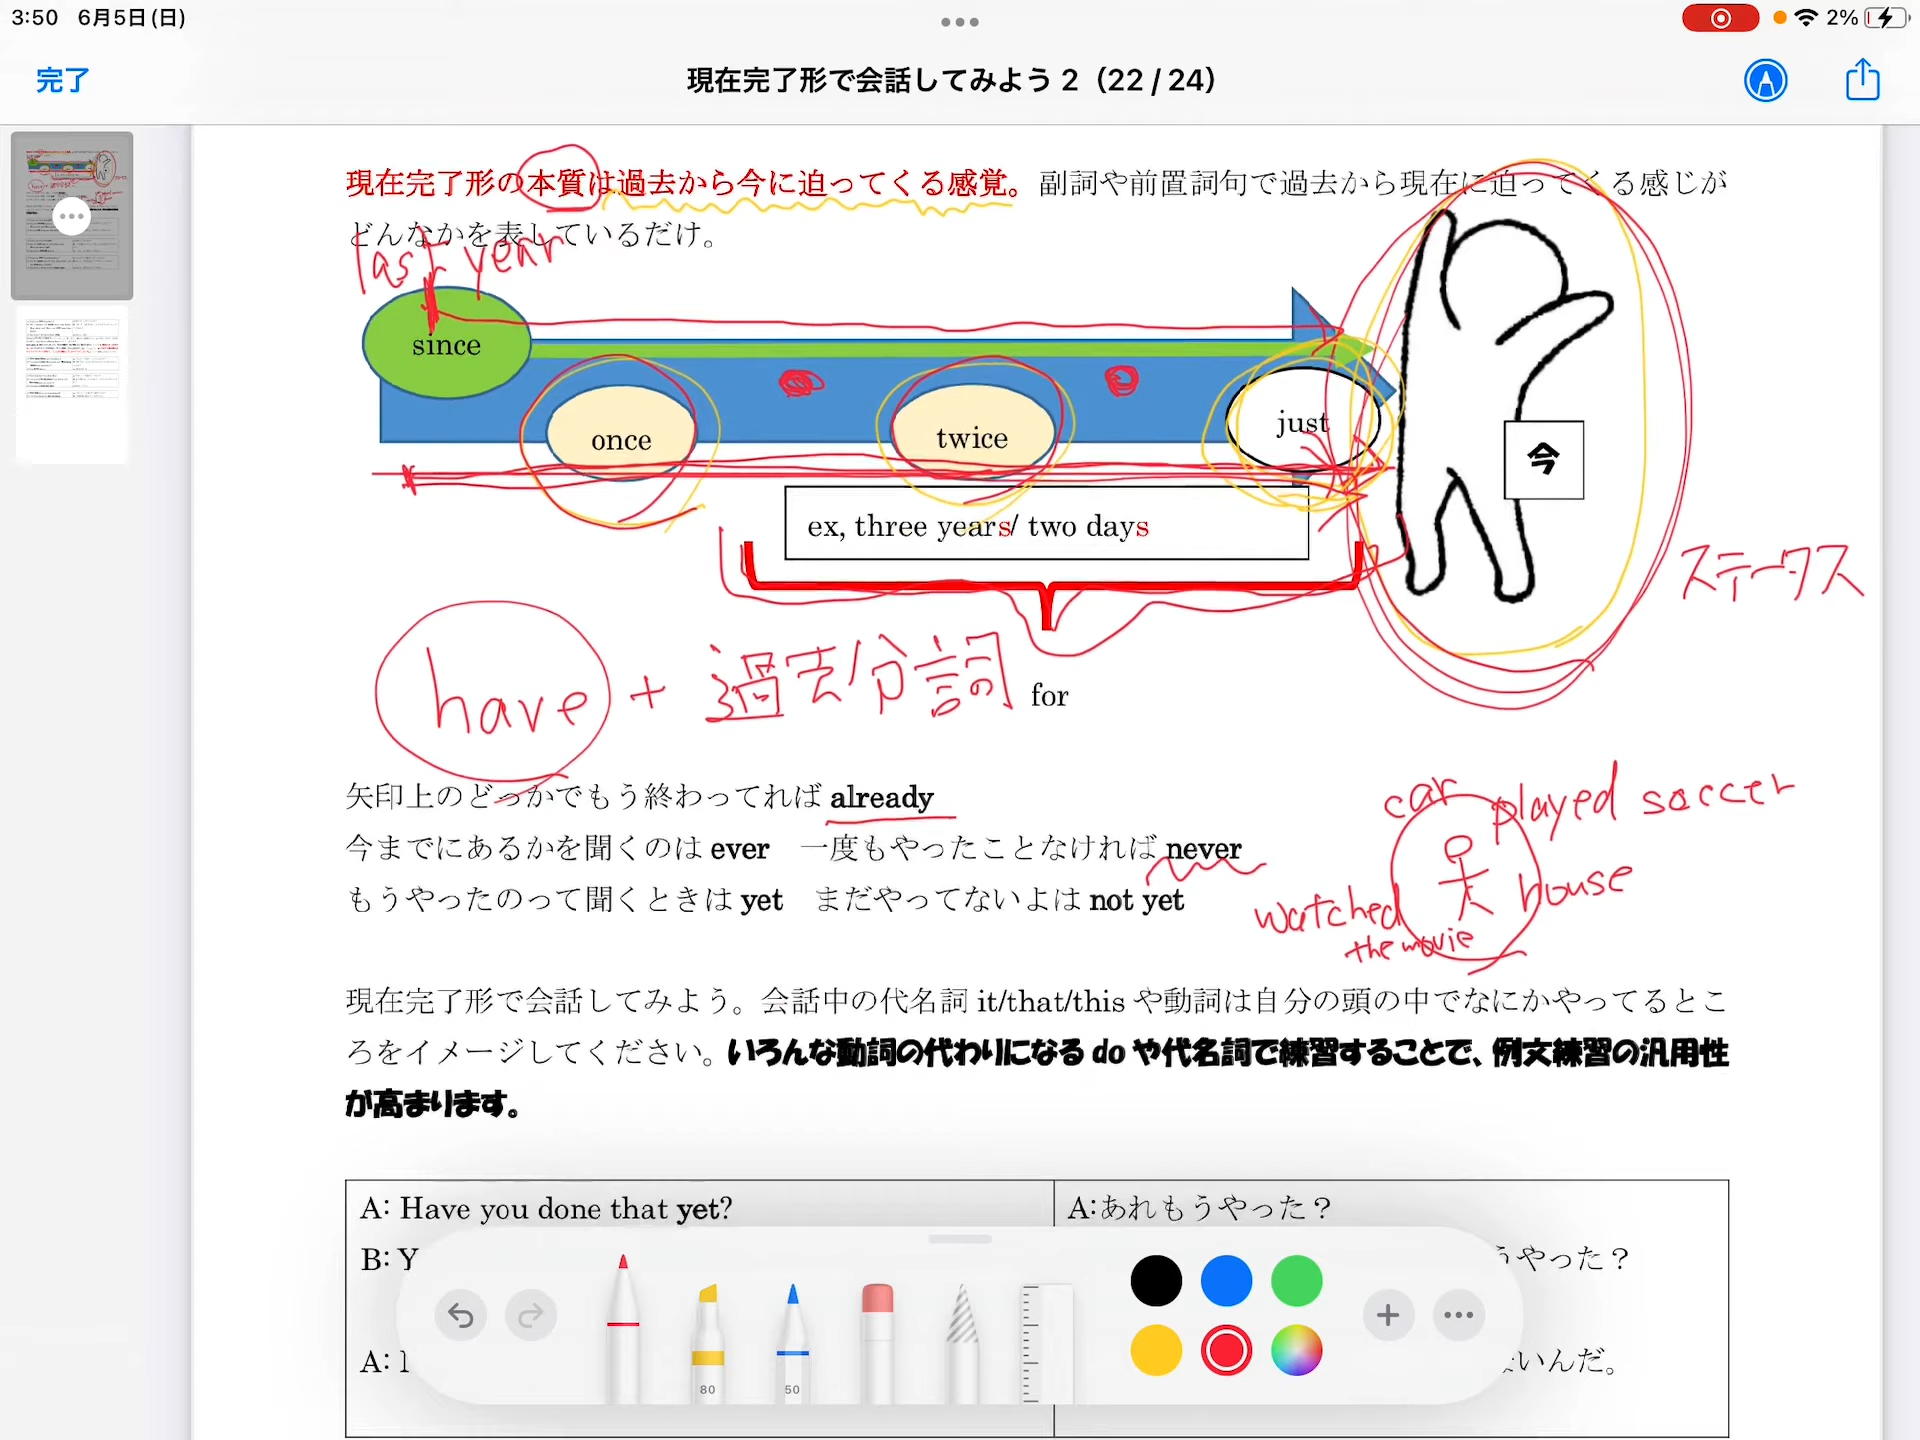 3:50 6月5日(日)
2%
完了
現在完了形で会話してみよう 2（22 / 24）
現在完了形の本質は過去から今に迫ってくる感覚。副詞や前置詞句で過去から現在に迫ってくる感じが
どんなかを表しているだけ。
last year
since
once
twice
just
今
ex, three years/ two days
ステータス
have + 過去分詞
for
矢印上のどっかでもう終わってれば already
car played soccer
今までにあるかを聞くのは ever　一度もやったことなければ never
house
もうやったのって聞くときは yet　まだやってないよは not yet
watched
the movie
現在完了形で会話してみよう。会話中の代名詞 it/that/this や動詞は自分の頭の中でなにかやってるとこ
ろをイメージしてください。いろんな動詞の代わりになる do や代名詞で練習することで、例文練習の汎用性
が高まります。
A: Have you done that yet?
A:あれもうやった？
B: Y
うやった？
A:
いんだ。
80
50